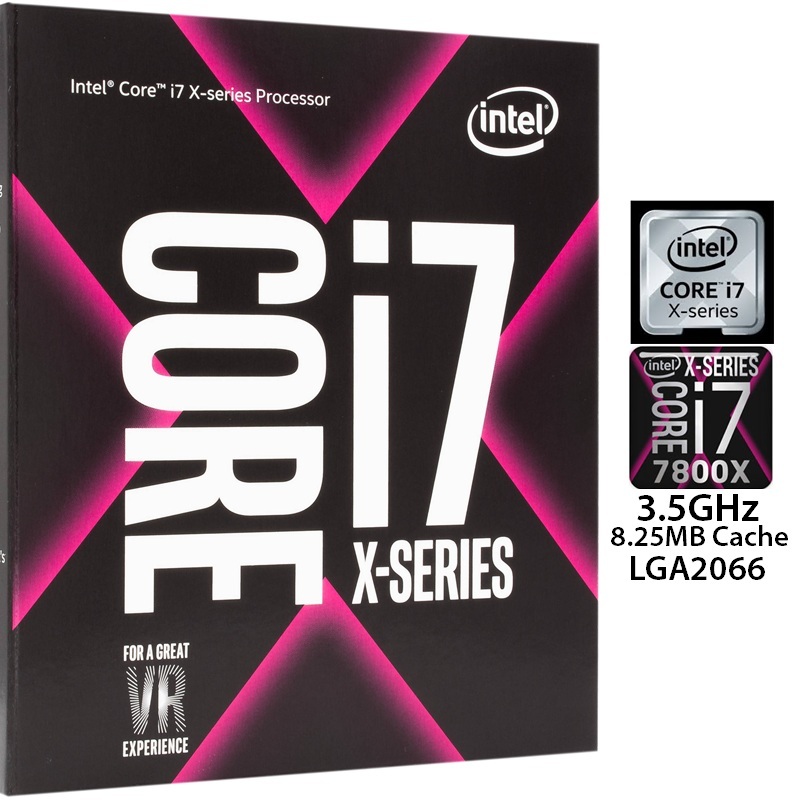 Intel® Core™ i7 X-series Processor
intel®
CORE i7
X-SERIES
FOR A GREAT
VR
EXPERIENCE
intel®
CORE™ i7
X-series
intel® X-SERIES
CORE i7
7800X
3.5GHz
8.25MB Cache
LGA2066